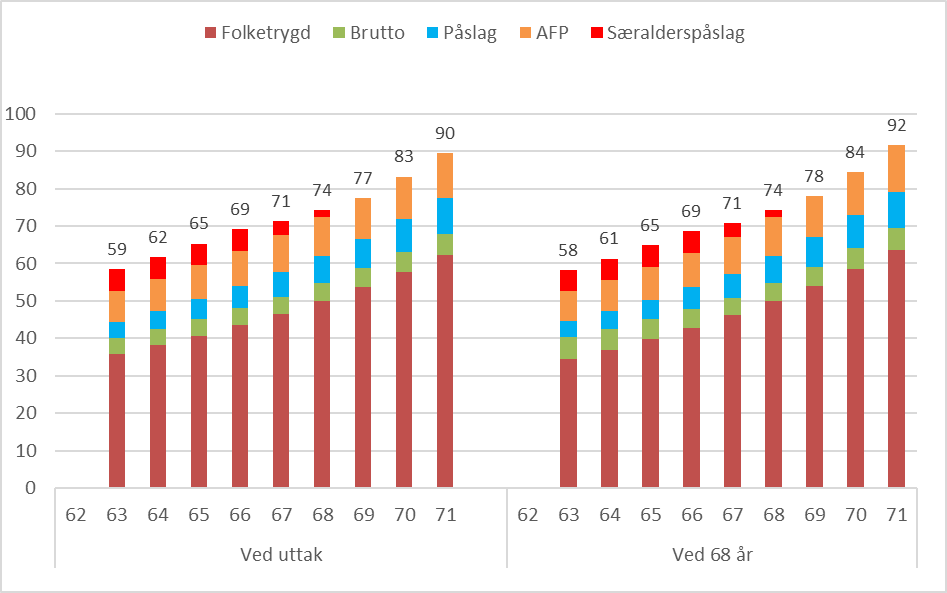 Folketrygd Brutto Påslag AFP Særalderspåslag
100
90
80
70
60
50
40
30
20
10
0
59 62 65 69 71 74 77 83 90 58 61 65 69 71 74 78 84 92
62 63 64 65 66 67 68 69 70 71 62 63 64 65 66 67 68 69 70 71
Ved uttak Ved 68 år